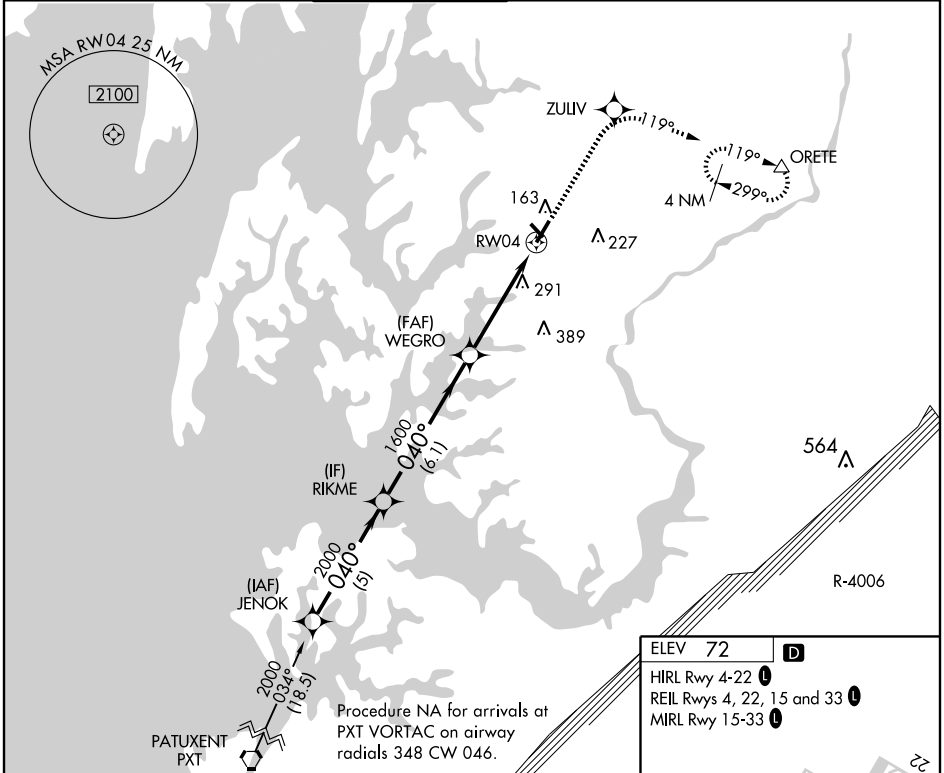 MSA RW04 25 NM
2100
ZULIV
119°
119°
ORETE
299°
4 NM
163
RW04
227
291
389
(FAF)
WEGRO
1600
040°
(6.1)
564
(IF)
RIKME
2000
040°
(5)
(IAF)
JENOK
R-4006
2000
034°
(18.5)
Procedure NA for arrivals at
PXT VORTAC on airway
radials 348 CW 046.
PATUXENT
PXT
ELEV 72 D
HIRL Rwy 4-22 L
REIL Rwys 4, 22, 15 and 33 L
MIRL Rwy 15-33 L
22